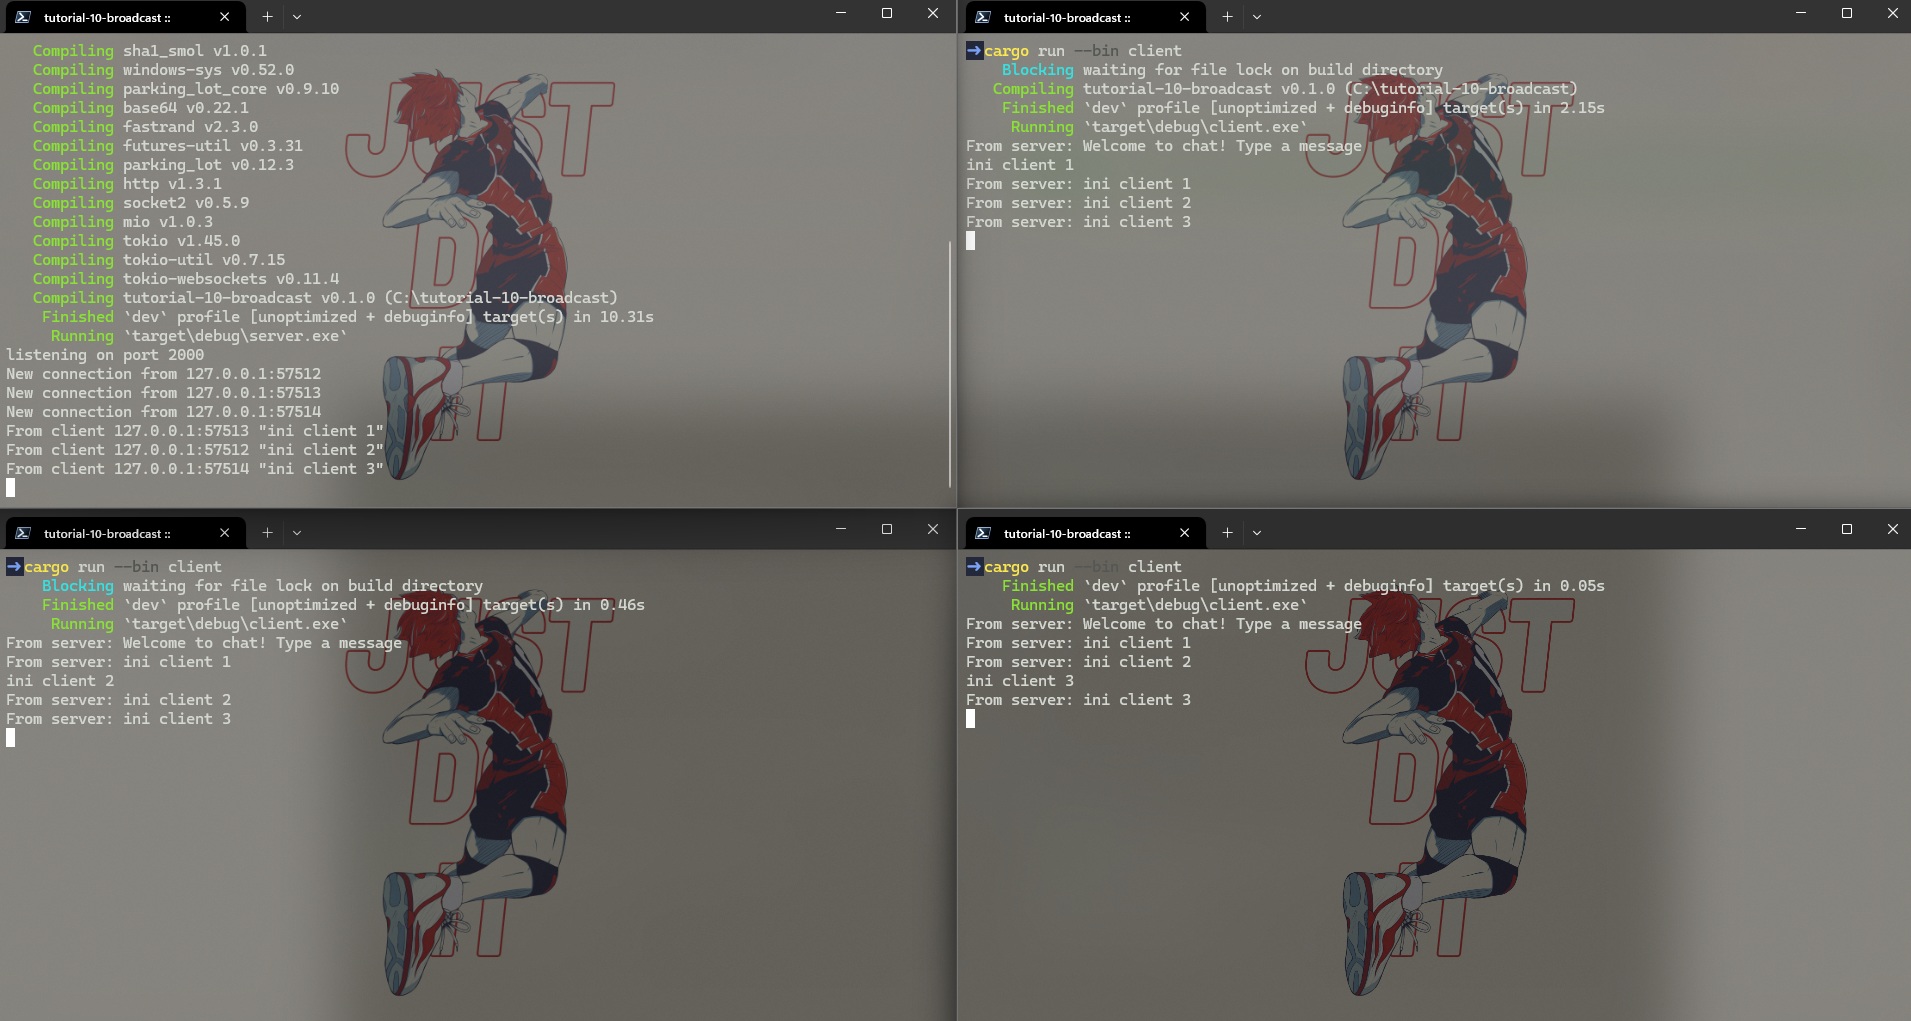 tutorial-10-broadcast ::
Compiling sha1_smol v1.0.1
Compiling windows-sys v0.52.0
Compiling parking_lot_core v0.9.10
Compiling base64 v0.22.1
Compiling fastrand v2.3.0
Compiling futures-util v0.3.31
Compiling parking_lot v0.12.3
Compiling http v1.3.1
Compiling socket2 v0.5.9
Compiling mio v1.0.3
Compiling tokio v1.45.0
Compiling tokio-util v0.7.15
Compiling tokio-websockets v0.11.4
Compiling tutorial-10-broadcast v0.1.0 (C:\tutorial-10-broadcast)
Finished `dev` profile [unoptimized + debuginfo] target(s) in 10.31s
Running `target\debug\server.exe`
listening on port 2000
New connection from 127.0.0.1:57512
New connection from 127.0.0.1:57513
New connection from 127.0.0.1:57514
From client 127.0.0.1:57513 "ini client 1"
From client 127.0.0.1:57512 "ini client 2"
From client 127.0.0.1:57514 "ini client 3"
JUST
DO
IT
tutorial-10-broadcast ::
→cargo run --bin client
Blocking waiting for file lock on build directory
Compiling tutorial-10-broadcast v0.1.0 (C:\tutorial-10-broadcast)
Finished `dev` profile [unoptimized + debuginfo] target(s) in 2.15s
Running `target\debug\client.exe`
From server: Welcome to chat! Type a message
ini client 1
From server: ini client 1
From server: ini client 2
From server: ini client 3
JUST
DO
IT
tutorial-10-broadcast ::
→cargo run --bin client
Blocking waiting for file lock on build directory
Finished `dev` profile [unoptimized + debuginfo] target(s) in 0.46s
Running `target\debug\client.exe`
From server: Welcome to chat! Type a message
From server: ini client 1
ini client 2
From server: ini client 2
From server: ini client 3
JUST
DO
IT
tutorial-10-broadcast ::
→cargo run --bin client
Finished `dev` profile [unoptimized + debuginfo] target(s) in 0.05s
Running `target\debug\client.exe`
From server: Welcome to chat! Type a message
From server: ini client 1
From server: ini client 2
ini client 3
From server: ini client 3
JUST
DO
IT